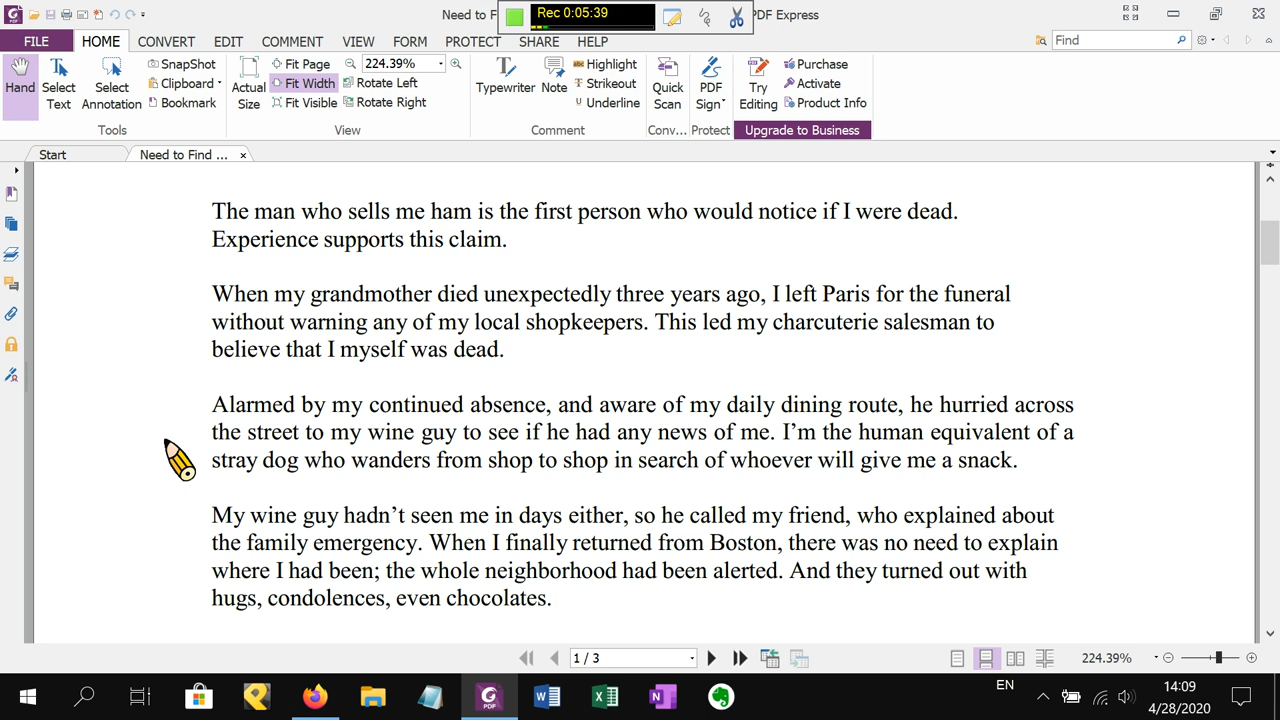 Need to F
Rec 0:05:39
PDF Express
FILE HOME CONVERT EDIT COMMENT VIEW FORM PROTECT SHARE HELP
Find
Hand
Select Text
Select Annotation
SnapShot
Clipboard
Bookmark
Tools
Actual Size
Fit Page
Fit Width
Fit Visible
224.39%
Rotate Left
Rotate Right
View
Typewriter
Note
Highlight
Strikeout
Underline
Comment
Quick Scan
Conv...
PDF Sign
Protect
Try Editing
Purchase
Activate
Product Info
Upgrade to Business
Start
Need to Find ...
The man who sells me ham is the first person who would notice if I were dead.
Experience supports this claim.
When my grandmother died unexpectedly three years ago, I left Paris for the funeral
without warning any of my local shopkeepers. This led my charcuterie salesman to
believe that I myself was dead.
Alarmed by my continued absence, and aware of my daily dining route, he hurried across
the street to my wine guy to see if he had any news of me. I’m the human equivalent of a
stray dog who wanders from shop to shop in search of whoever will give me a snack.
My wine guy hadn’t seen me in days either, so he called my friend, who explained about
the family emergency. When I finally returned from Boston, there was no need to explain
where I had been; the whole neighborhood had been alerted. And they turned out with
hugs, condolences, even chocolates.
1 / 3
224.39%
EN
14:09
4/28/2020